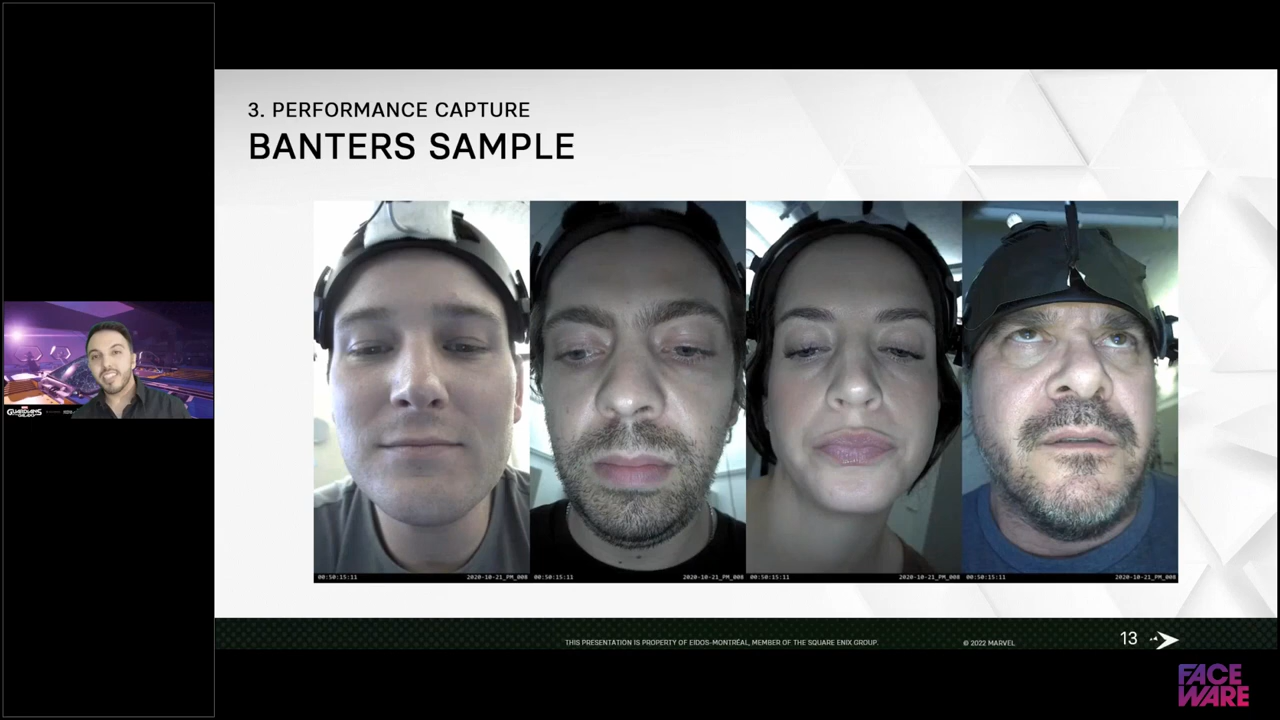 3. PERFORMANCE CAPTURE
BANTERS SAMPLE
GUARDIANS
00:50:15:11 2020-10-21_PM_008
00:50:15:11 2020-10-21_PM_008
00:50:15:11 2020-10-21_PM_008
00:50:15:11 2020-10-21_PM_008
THIS PRESENTATION IS PROPERTY OF EIDOS-MONTRÉAL, MEMBER OF THE SQUARE ENIX GROUP.
© 2022 MARVEL
13
FACE
WARE